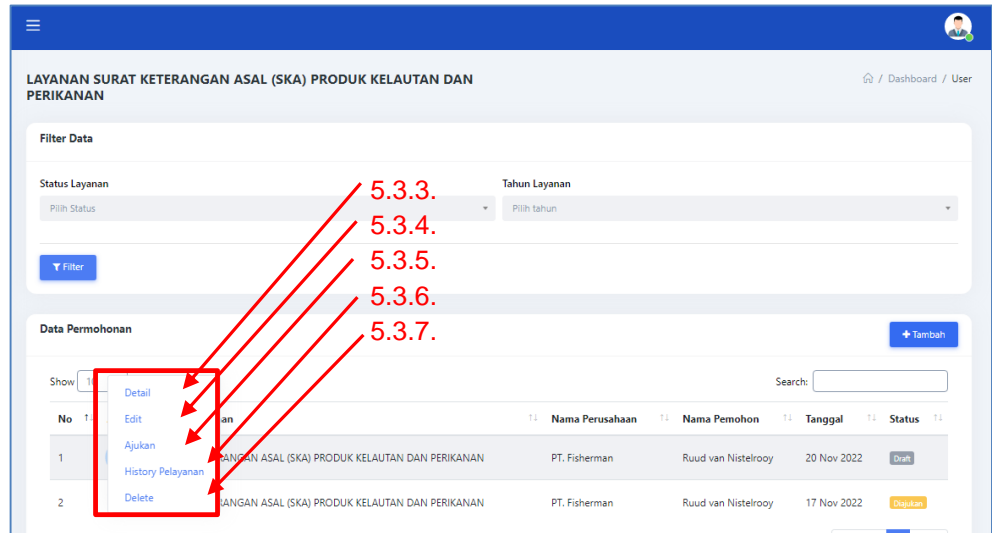 LAYANAN SURAT KETERANGAN ASAL (SKA) PRODUK KELAUTAN DAN
PERIKANAN
/ Dashboard / User
Filter Data
Status Layanan
Tahun Layanan
Pilih Status
Pilih tahun
5.3.3.
5.3.4.
5.3.5.
5.3.6.
5.3.7.
Filter
Data Permohonan
+ Tambah
Show
Search:
Detail
Edit
Ajukan
History Pelayanan
Delete
No an Nama Perusahaan Nama Pemohon Tanggal Status
1 RANGAN ASAL (SKA) PRODUK KELAUTAN DAN PERIKANAN PT. Fisherman Ruud van Nistelrooy 20 Nov 2022 Draft
2 RANGAN ASAL (SKA) PRODUK KELAUTAN DAN PERIKANAN PT. Fisherman Ruud van Nistelrooy 17 Nov 2022 Diajukan